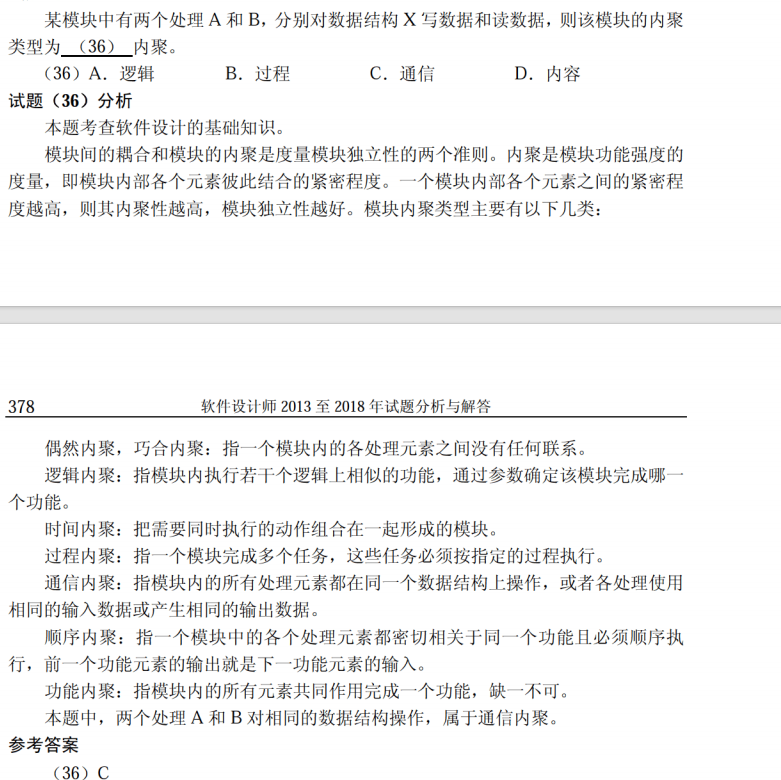 某模块中有两个处理 A 和 B，分别对数据结构 X 写数据和读数据，则该模块的内聚
类型为 （36） 内聚。
（36）A．逻辑 B．过程 C．通信 D．内容
试题（36）分析
本题考查软件设计的基础知识。
模块间的耦合和模块的内聚是度量模块独立性的两个准则。内聚是模块功能强度的
度量，即模块内部各个元素彼此结合的紧密程度。一个模块内部各个元素之间的紧密程
度越高，则其内聚性越高，模块独立性越好。模块内聚类型主要有以下几类：
378 软件设计师 2013 至 2018 年试题分析与解答
偶然内聚，巧合内聚：指一个模块内的各处理元素之间没有任何联系。
逻辑内聚：指模块内执行若干个逻辑上相似的功能，通过参数确定该模块完成哪一
个功能。
时间内聚：把需要同时执行的动作组合在一起形成的模块。
过程内聚：指一个模块完成多个任务，这些任务必须按指定的过程执行。
通信内聚：指模块内的所有处理元素都在同一个数据结构上操作，或者各处理使用
相同的输入数据或产生相同的输出数据。
顺序内聚：指一个模块中的各个处理元素都密切相关于同一个功能且必须顺序执
行，前一个功能元素的输出就是下一功能元素的输入。
功能内聚：指模块内的所有元素共同作用完成一个功能，缺一不可。
本题中，两个处理 A 和 B 对相同的数据结构操作，属于通信内聚。
参考答案
（36）C